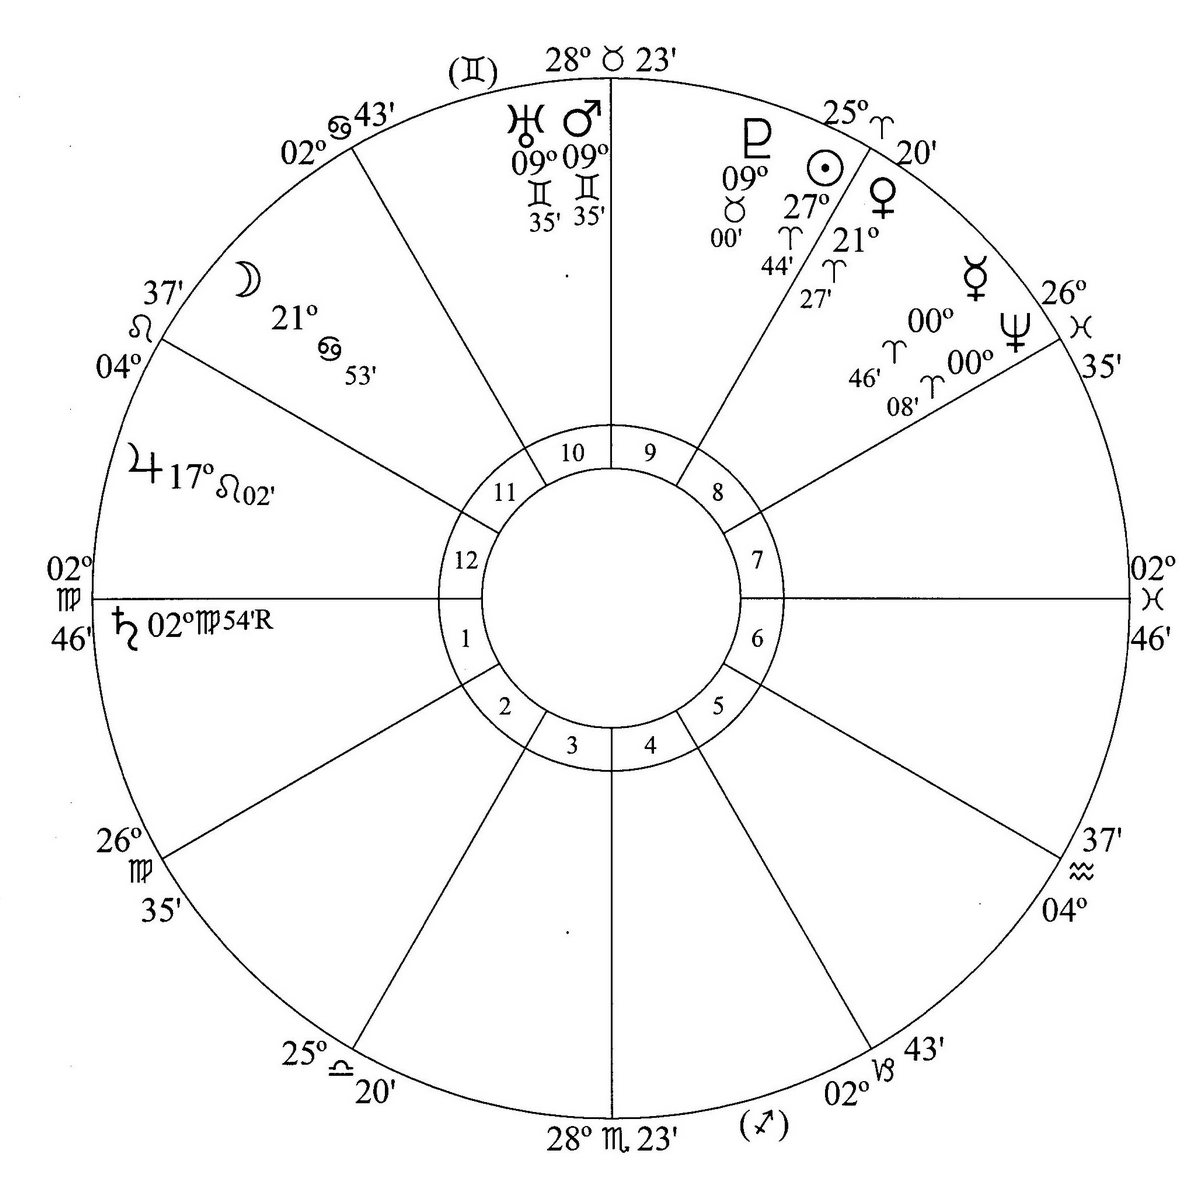 28º ♉ 23'
(♊)
02º ♋ 43'
37'
♌
04º
02º
♍
46'
26º
♍
35'
25º ♎ 20'
28º ♏ 23'
(♐)
02º ♑ 43'
37'
♒
04º
02º
♓
46'
26º
♓
35'
25º ♈ 20'
♅
09º
♊
35'
♂
09º
♊
35'
♇
09º
♉
00'
☉
27º
♈
44'
♀
21º
♈
27'
☿
00º
♈
46'
♆
00º
♈
08'
☽
21º
♋
53'
♃ 17º ♌ 02'
♄ 02º ♍ 54'R
10
9
11
8
12
7
1
6
2
5
3
4